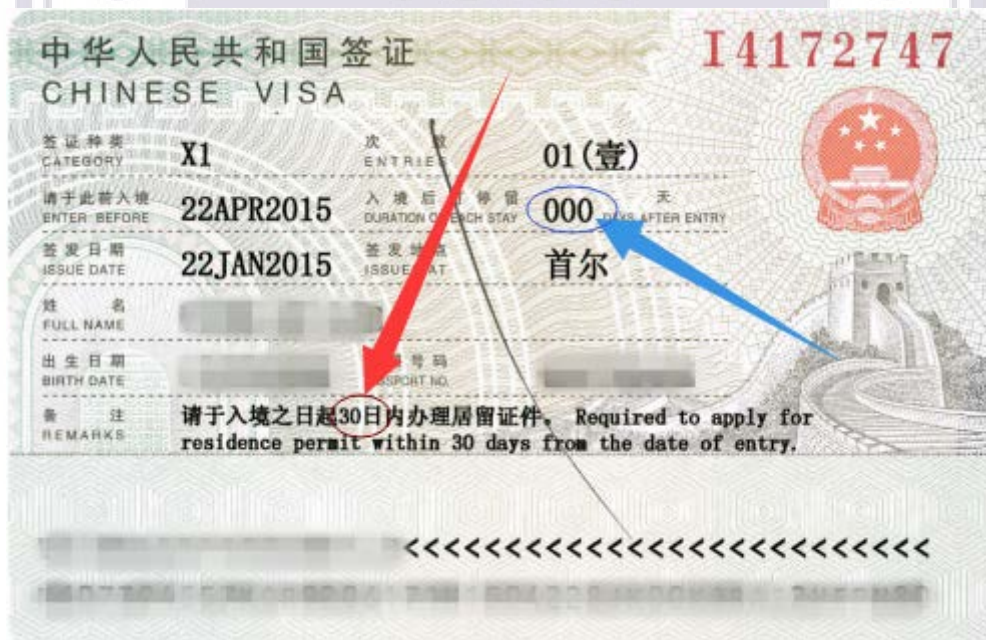 中华人民共和国签证
I4172747
CHINESE VISA
签证种类 X1 次 数 01(壹)
CATEGORY ENTRIES
请于此前入境 22APR2015 入境后 停留 000 天
ENTER BEFORE DURATION OF EACH STAY DAYS AFTER ENTRY
签发日期 22JAN2015 签发地点 首尔
ISSUE DATE ISSUED AT
姓 名
FULL NAME
出生日期 号码
BIRTH DATE PASSPORT NO.
备 注 请于入境之日起30日内办理居留证件。 Required to apply for
REMARKS residence permit within 30 days from the date of entry.
<<<<<<<<<<<<<<<<<<<<<<<<<<<